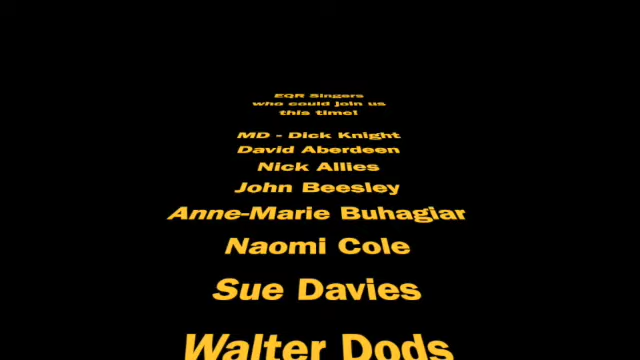 EQR Singers
who could join us
this time!
MD - Dick Knight
David Aberdeen
Nick Allies
John Beesley
Anne-Marie Buhagiar
Naomi Cole
Sue Davies
Walter Dods